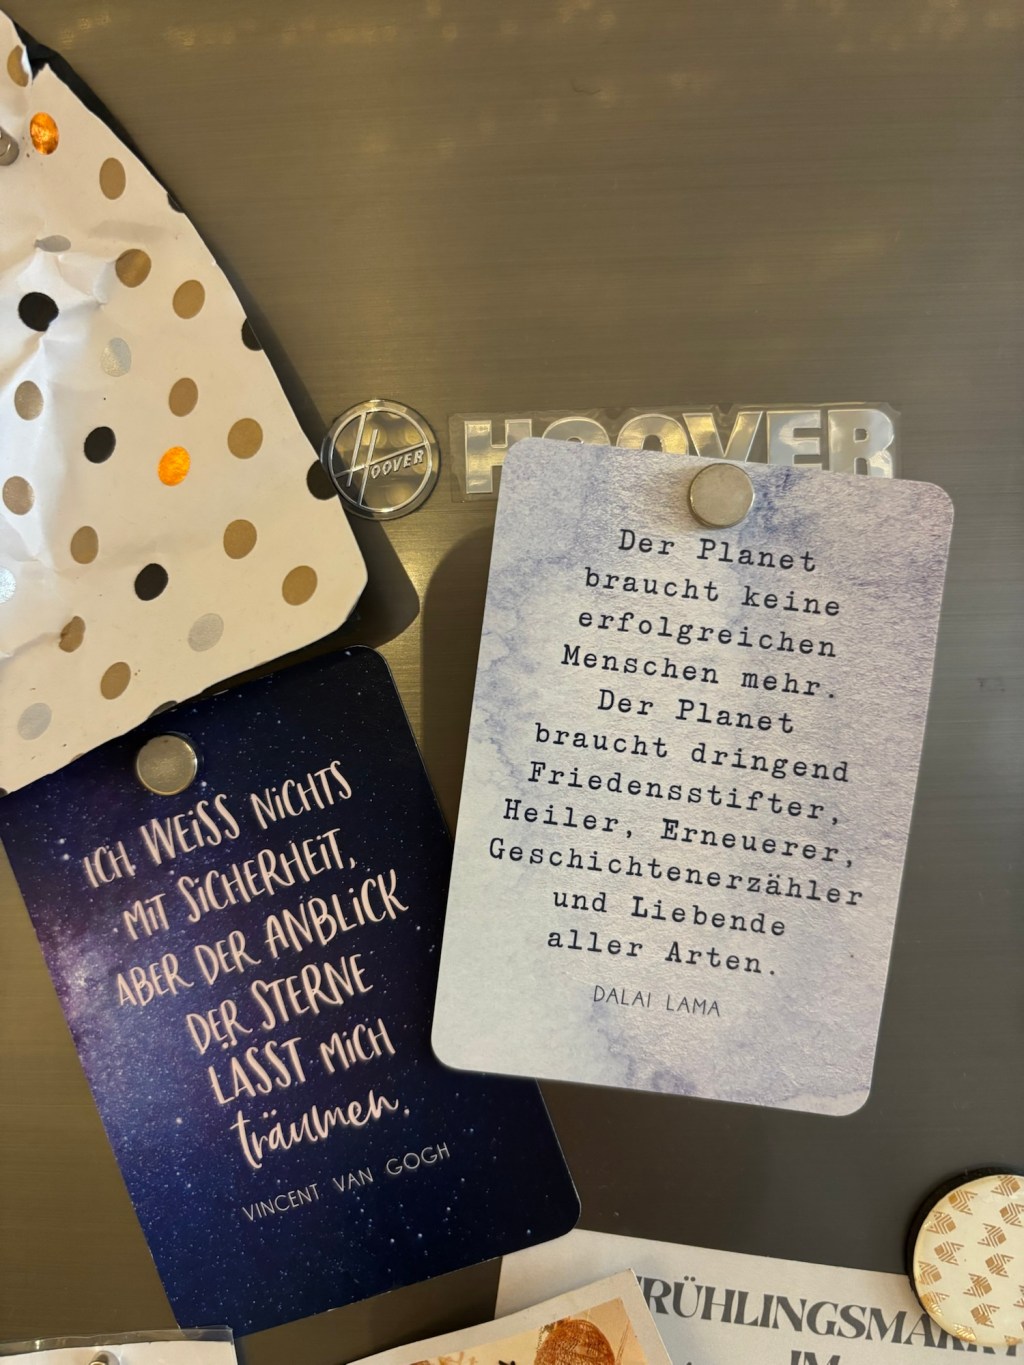 HOOVER
HOOVER
Der Planet
braucht keine
erfolgreichen
Menschen mehr.
Der Planet
braucht dringend
Friedensstifter,
Heiler, Erneuerer,
Geschichtenerzähler
und Liebende
aller Arten.
DALAI LAMA
ICH WEISS NICHTS
MIT SICHERHEIT,
ABER DER ANBLICK
DER STERNE
LÄSST MICH
träumen.
VINCENT VAN GOGH
RÜHLINGSMARKT
IM